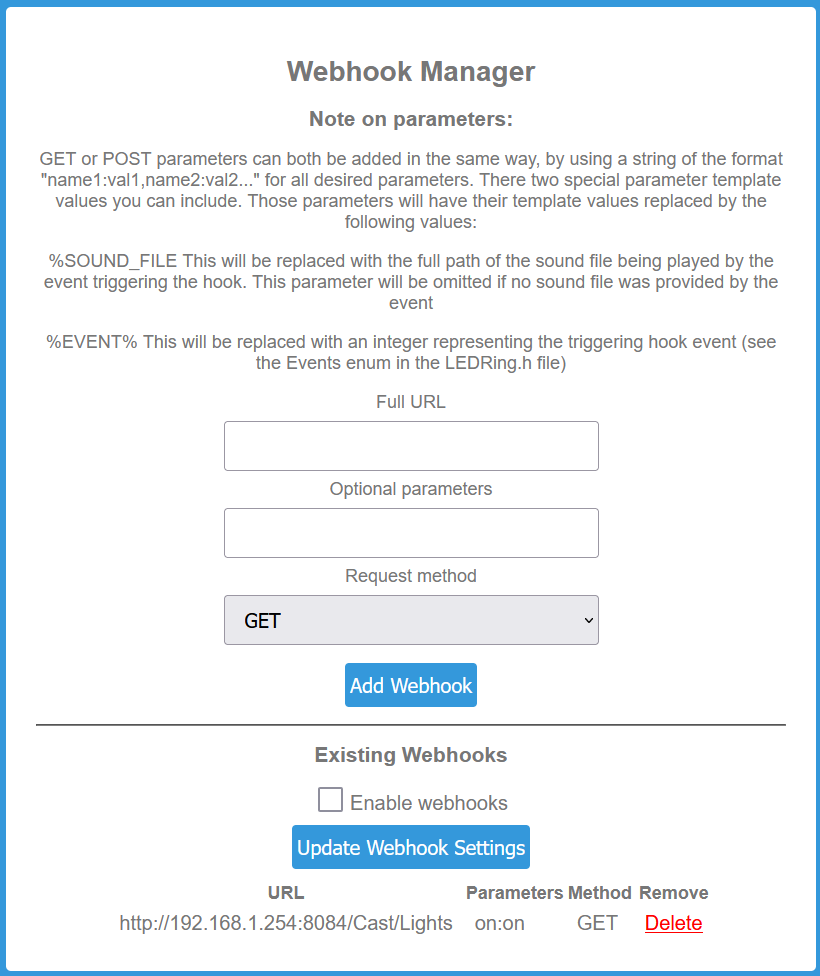 Webhook Manager
Note on parameters:
GET or POST parameters can both be added in the same way, by using a string of the format
"name1:val1,name2:val2..." for all desired parameters. There two special parameter template
values you can include. Those parameters will have their template values replaced by the
following values:
%SOUND_FILE This will be replaced with the full path of the sound file being played by the
event triggering the hook. This parameter will be omitted if no sound file was provided by the
event
%EVENT% This will be replaced with an integer representing the triggering hook event (see
the Events enum in the LEDRing.h file)
Full URL
Optional parameters
Request method
GET
Add Webhook
Existing Webhooks
Enable webhooks
Update Webhook Settings
URL Parameters Method Remove
http://192.168.1.254:8084/Cast/Lights on:on GET Delete